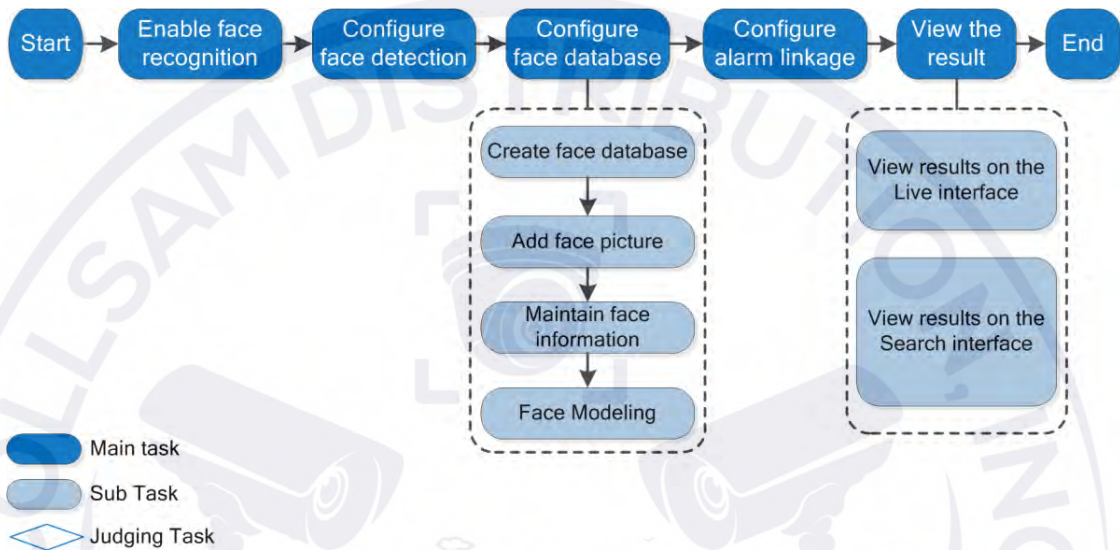 Start
Enable face
recognition
Configure
face detection
Configure
face database
Configure
alarm linkage
View the
result
End
Create face database
Add face picture
Maintain face
information
Face Modeling
View results on the
Live interface
View results on the
Search interface
Main task
Sub Task
Judging Task